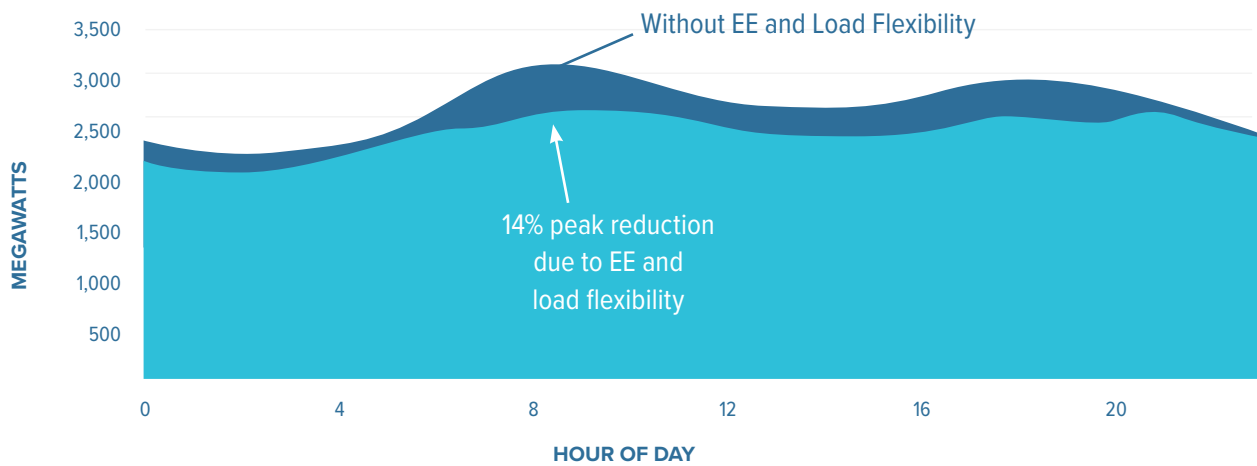 Without EE and Load Flexibility
3,500
3,000
2,500
2,000
1,500
1,000
500
MEGAWATTS
14% peak reduction
due to EE and
load flexibility
0 4 8 12 16 20
HOUR OF DAY